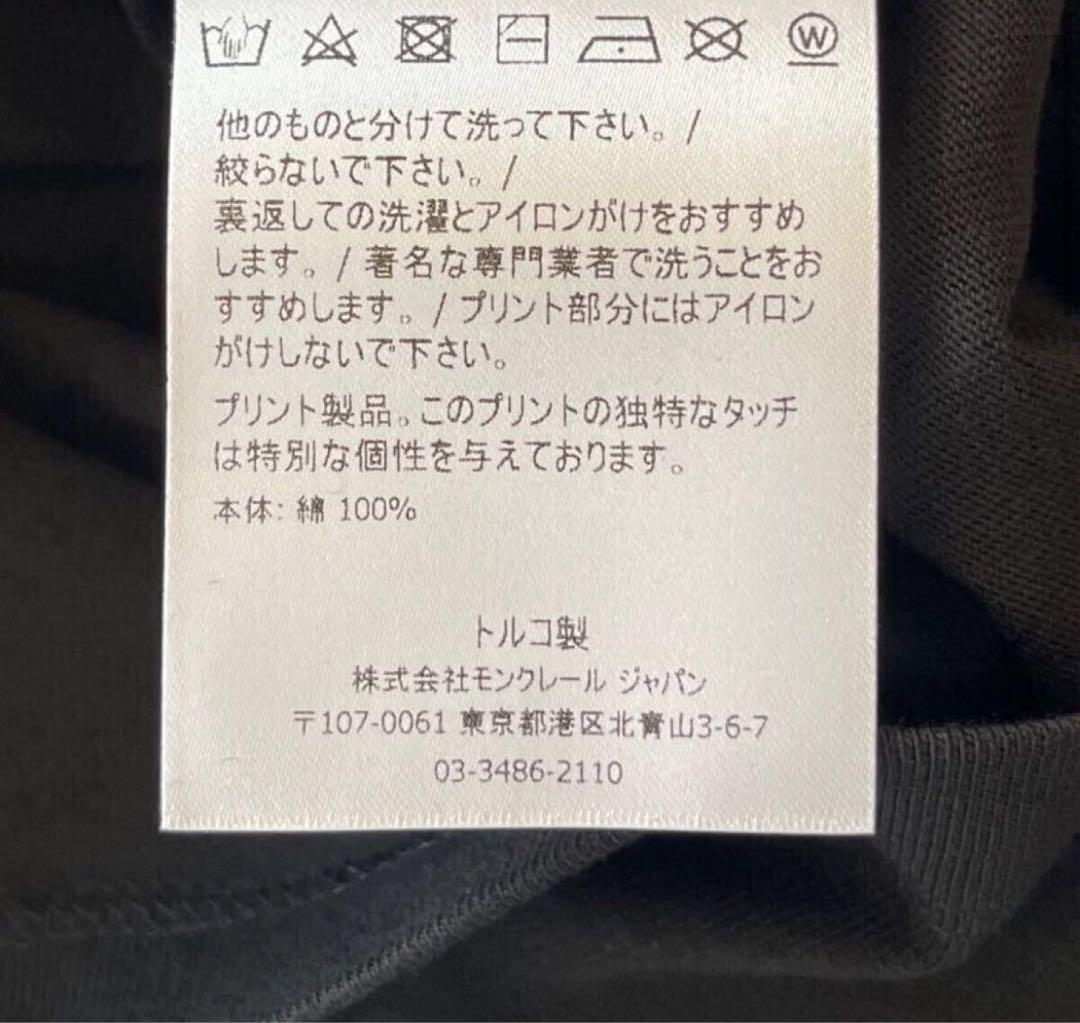 W
他のものと分けて洗って下さい。/
絞らないで下さい。/
裏返しての洗濯とアイロンがけをおすすめ
します。/ 著名な専門業者で洗うことをお
すすめします。/ プリント部分にはアイロン
がけしないで下さい。
プリント製品。このプリントの独特なタッチ
は特別な個性を与えております。
本体: 綿 100%
トルコ製
株式会社モンクレール ジャパン
〒107-0061 東京都港区北青山3-6-7
03-3486-2110